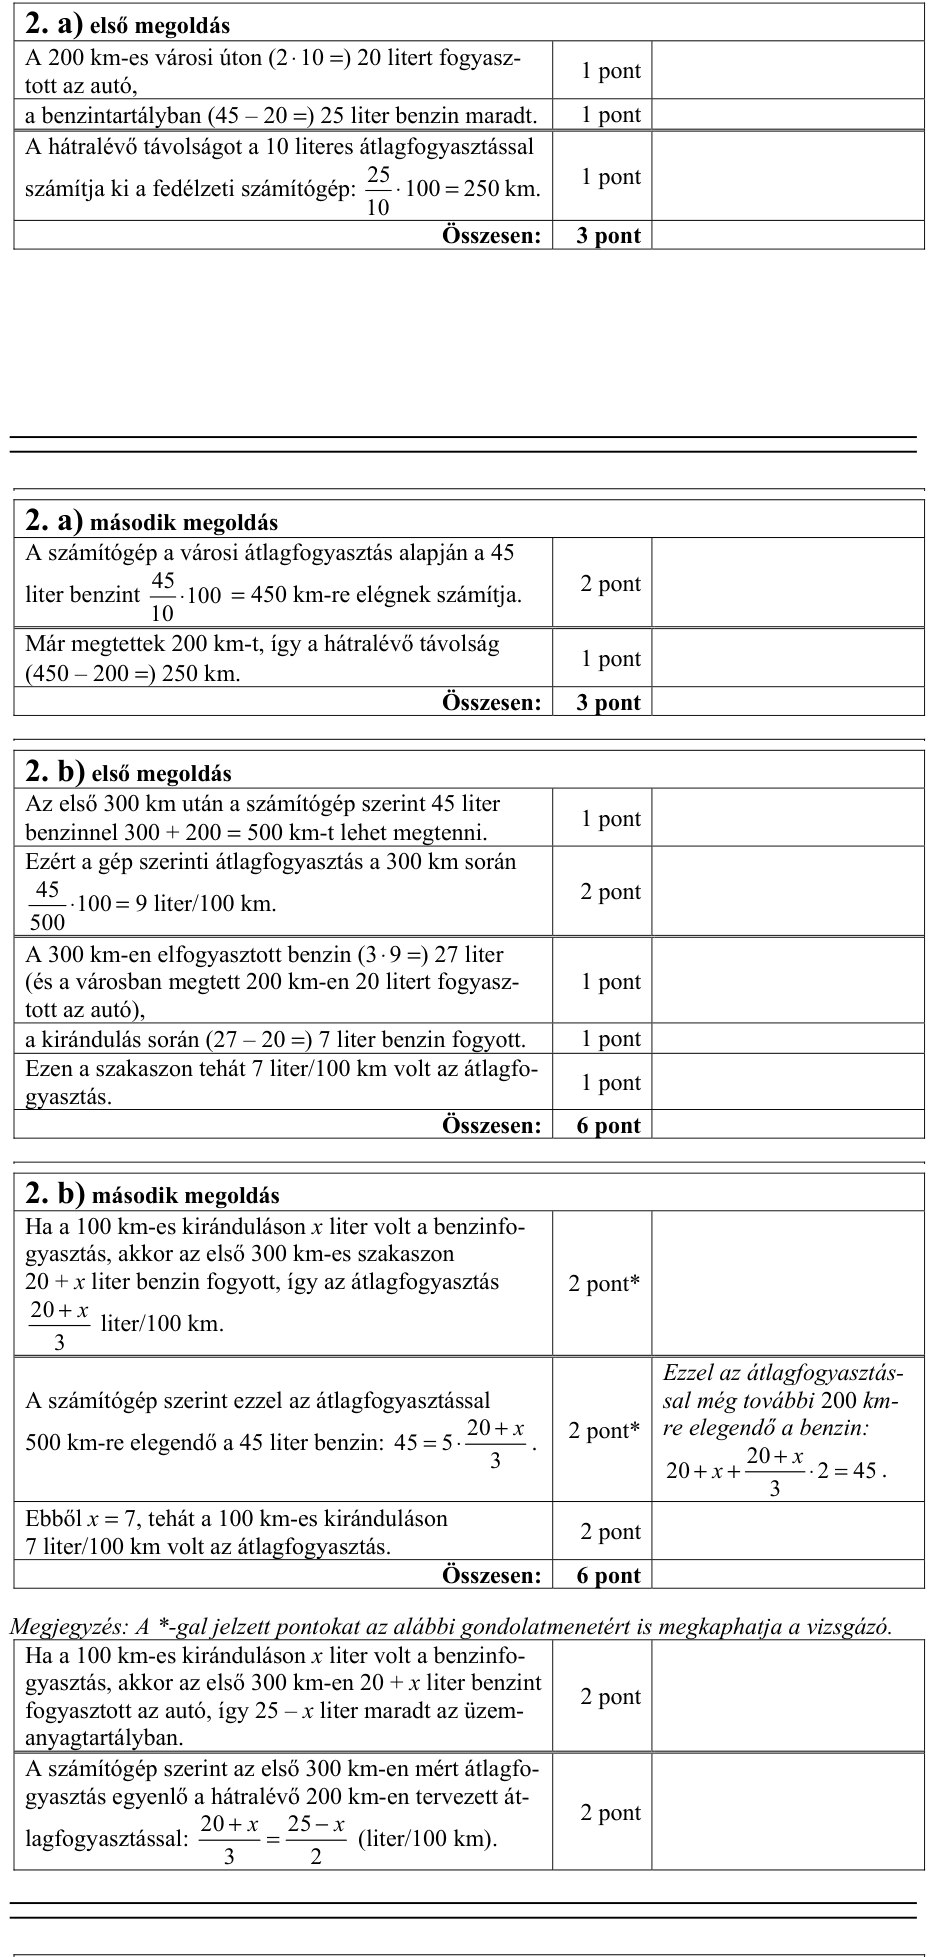 2. a) első megoldás
A 200 km-es városi úton (2 · 10 =) 20 litert fogyasz-
tott az autó,
1 pont
a benzintartályban (45 – 20 =) 25 liter benzin maradt.
1 pont
A hátralévő távolságot a 10 literes átlagfogyasztással
számítja ki a fedélzeti számítógép: 25/10 · 100 = 250 km.
1 pont
Összesen:
3 pont
2. a) második megoldás
A számítógép a városi átlagfogyasztás alapján a 45
liter benzint 45/10 · 100 = 450 km-re elégnek számítja.
2 pont
Már megtettek 200 km-t, így a hátralévő távolság
(450 – 200 =) 250 km.
1 pont
Összesen:
3 pont
2. b) első megoldás
Az első 300 km után a számítógép szerint 45 liter
benzinnel 300 + 200 = 500 km-t lehet megtenni.
1 pont
Ezért a gép szerinti átlagfogyasztás a 300 km során
45/500 · 100 = 9 liter/100 km.
2 pont
A 300 km-en elfogyasztott benzin (3 · 9 =) 27 liter
(és a városban megtett 200 km-en 20 litert fogyasz-
tott az autó),
1 pont
a kirándulás során (27 – 20 =) 7 liter benzin fogyott.
1 pont
Ezen a szakaszon tehát 7 liter/100 km volt az átlagfo-
gyasztás.
1 pont
Összesen:
6 pont
2. b) második megoldás
Ha a 100 km-es kiránduláson x liter volt a benzinfo-
gyasztás, akkor az első 300 km-es szakaszon
20 + x liter benzin fogyott, így az átlagfogyasztás
(20 + x)/3 liter/100 km.
2 pont*
A számítógép szerint ezzel az átlagfogyasztással
500 km-re elegendő a 45 liter benzin: 45 = 5 · (20 + x)/3 .
2 pont*
Ezzel az átlagfogyasztás-
sal még további 200 km-
re elegendő a benzin:
20 + x + (20 + x)/3 · 2 = 45 .
Ebből x = 7, tehát a 100 km-es kiránduláson
7 liter/100 km volt az átlagfogyasztás.
2 pont
Összesen:
6 pont
Megjegyzés: A *-gal jelzett pontokat az alábbi gondolatmenetért is megkaphatja a vizsgázó.
Ha a 100 km-es kiránduláson x liter volt a benzinfo-
gyasztás, akkor az első 300 km-en 20 + x liter benzint
fogyasztott az autó, így 25 – x liter maradt az üzem-
anyagtartályban.
2 pont
A számítógép szerint az első 300 km-en mért átlagfo-
gyasztás egyenlő a hátralévő 200 km-en tervezett át-
lagfogyasztással: (20 + x)/3 = (25 – x)/2 (liter/100 km).
2 pont